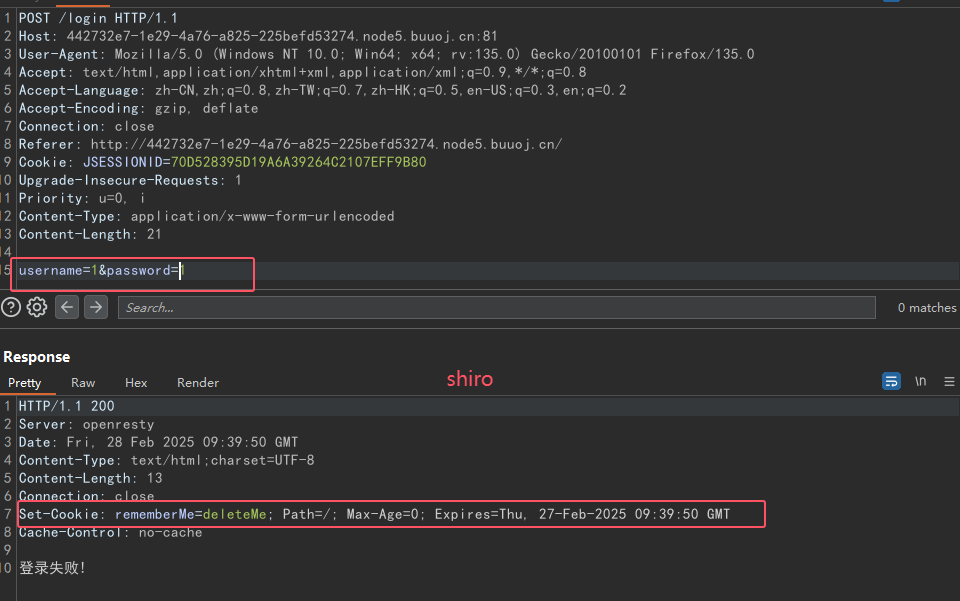 1 POST /login HTTP/1.1
2 Host: 442732e7-1e29-4a76-a825-225befd53274.node5.buuoj.cn:81
3 User-Agent: Mozilla/5.0 (Windows NT 10.0; Win64; x64; rv:135.0) Gecko/20100101 Firefox/135.0
4 Accept: text/html,application/xhtml+xml,application/xml;q=0.9,*/*;q=0.8
5 Accept-Language: zh-CN,zh;q=0.8,zh-TW;q=0.7,zh-HK;q=0.5,en-US;q=0.3,en;q=0.2
6 Accept-Encoding: gzip, deflate
7 Connection: close
8 Referer: http://442732e7-1e29-4a76-a825-225befd53274.node5.buuoj.cn/
9 Cookie: JSESSIONID=70D528395D19A6A39264C2107EFF9B80
10 Upgrade-Insecure-Requests: 1
11 Priority: u=0, i
12 Content-Type: application/x-www-form-urlencoded
13 Content-Length: 21
14
15 username=1&password=1
Search...
0 matches
Response
Pretty Raw Hex Render
shiro
\n
1 HTTP/1.1 200
2 Server: openresty
3 Date: Fri, 28 Feb 2025 09:39:50 GMT
4 Content-Type: text/html;charset=UTF-8
5 Content-Length: 13
6 Connection: close
7 Set-Cookie: rememberMe=deleteMe; Path=/; Max-Age=0; Expires=Thu, 27-Feb-2025 09:39:50 GMT
8 Cache-Control: no-cache
9
10 登录失败!